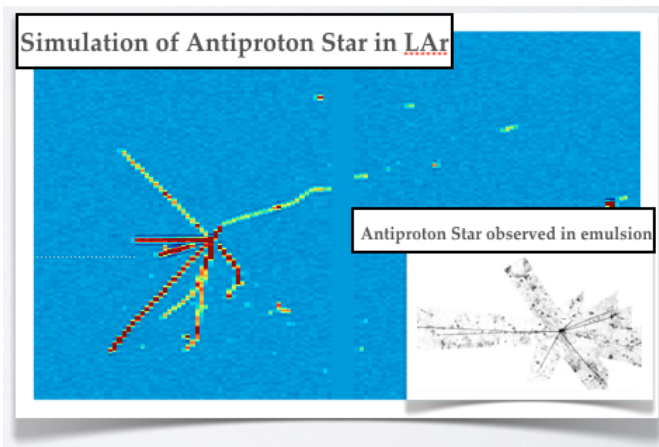 Simulation of Antiproton Star in LAr
Antiproton Star observed in emulsion